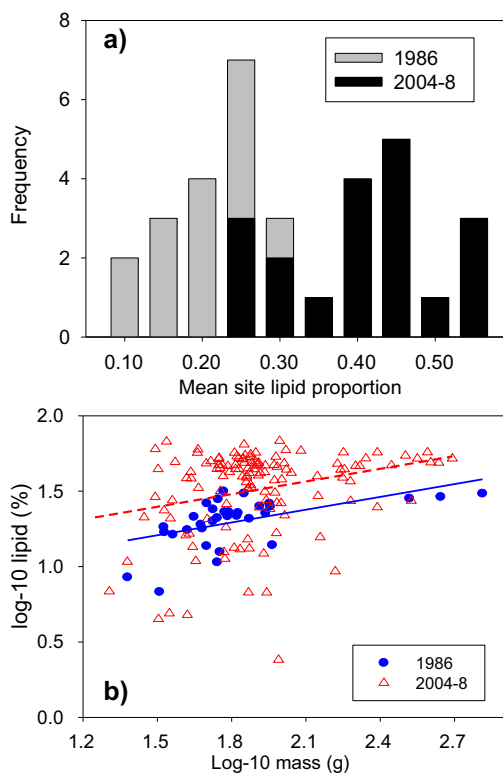 a)
1986
2004-8
Frequency
8
6
4
2
0
0.10 0.20 0.30 0.40 0.50
Mean site lipid proportion
b)
log-10 lipid (%)
2.0
1.5
1.0
0.5
0.0
1986
2004-8
1.2 1.5 1.8 2.1 2.4 2.7
Log-10 mass (g)